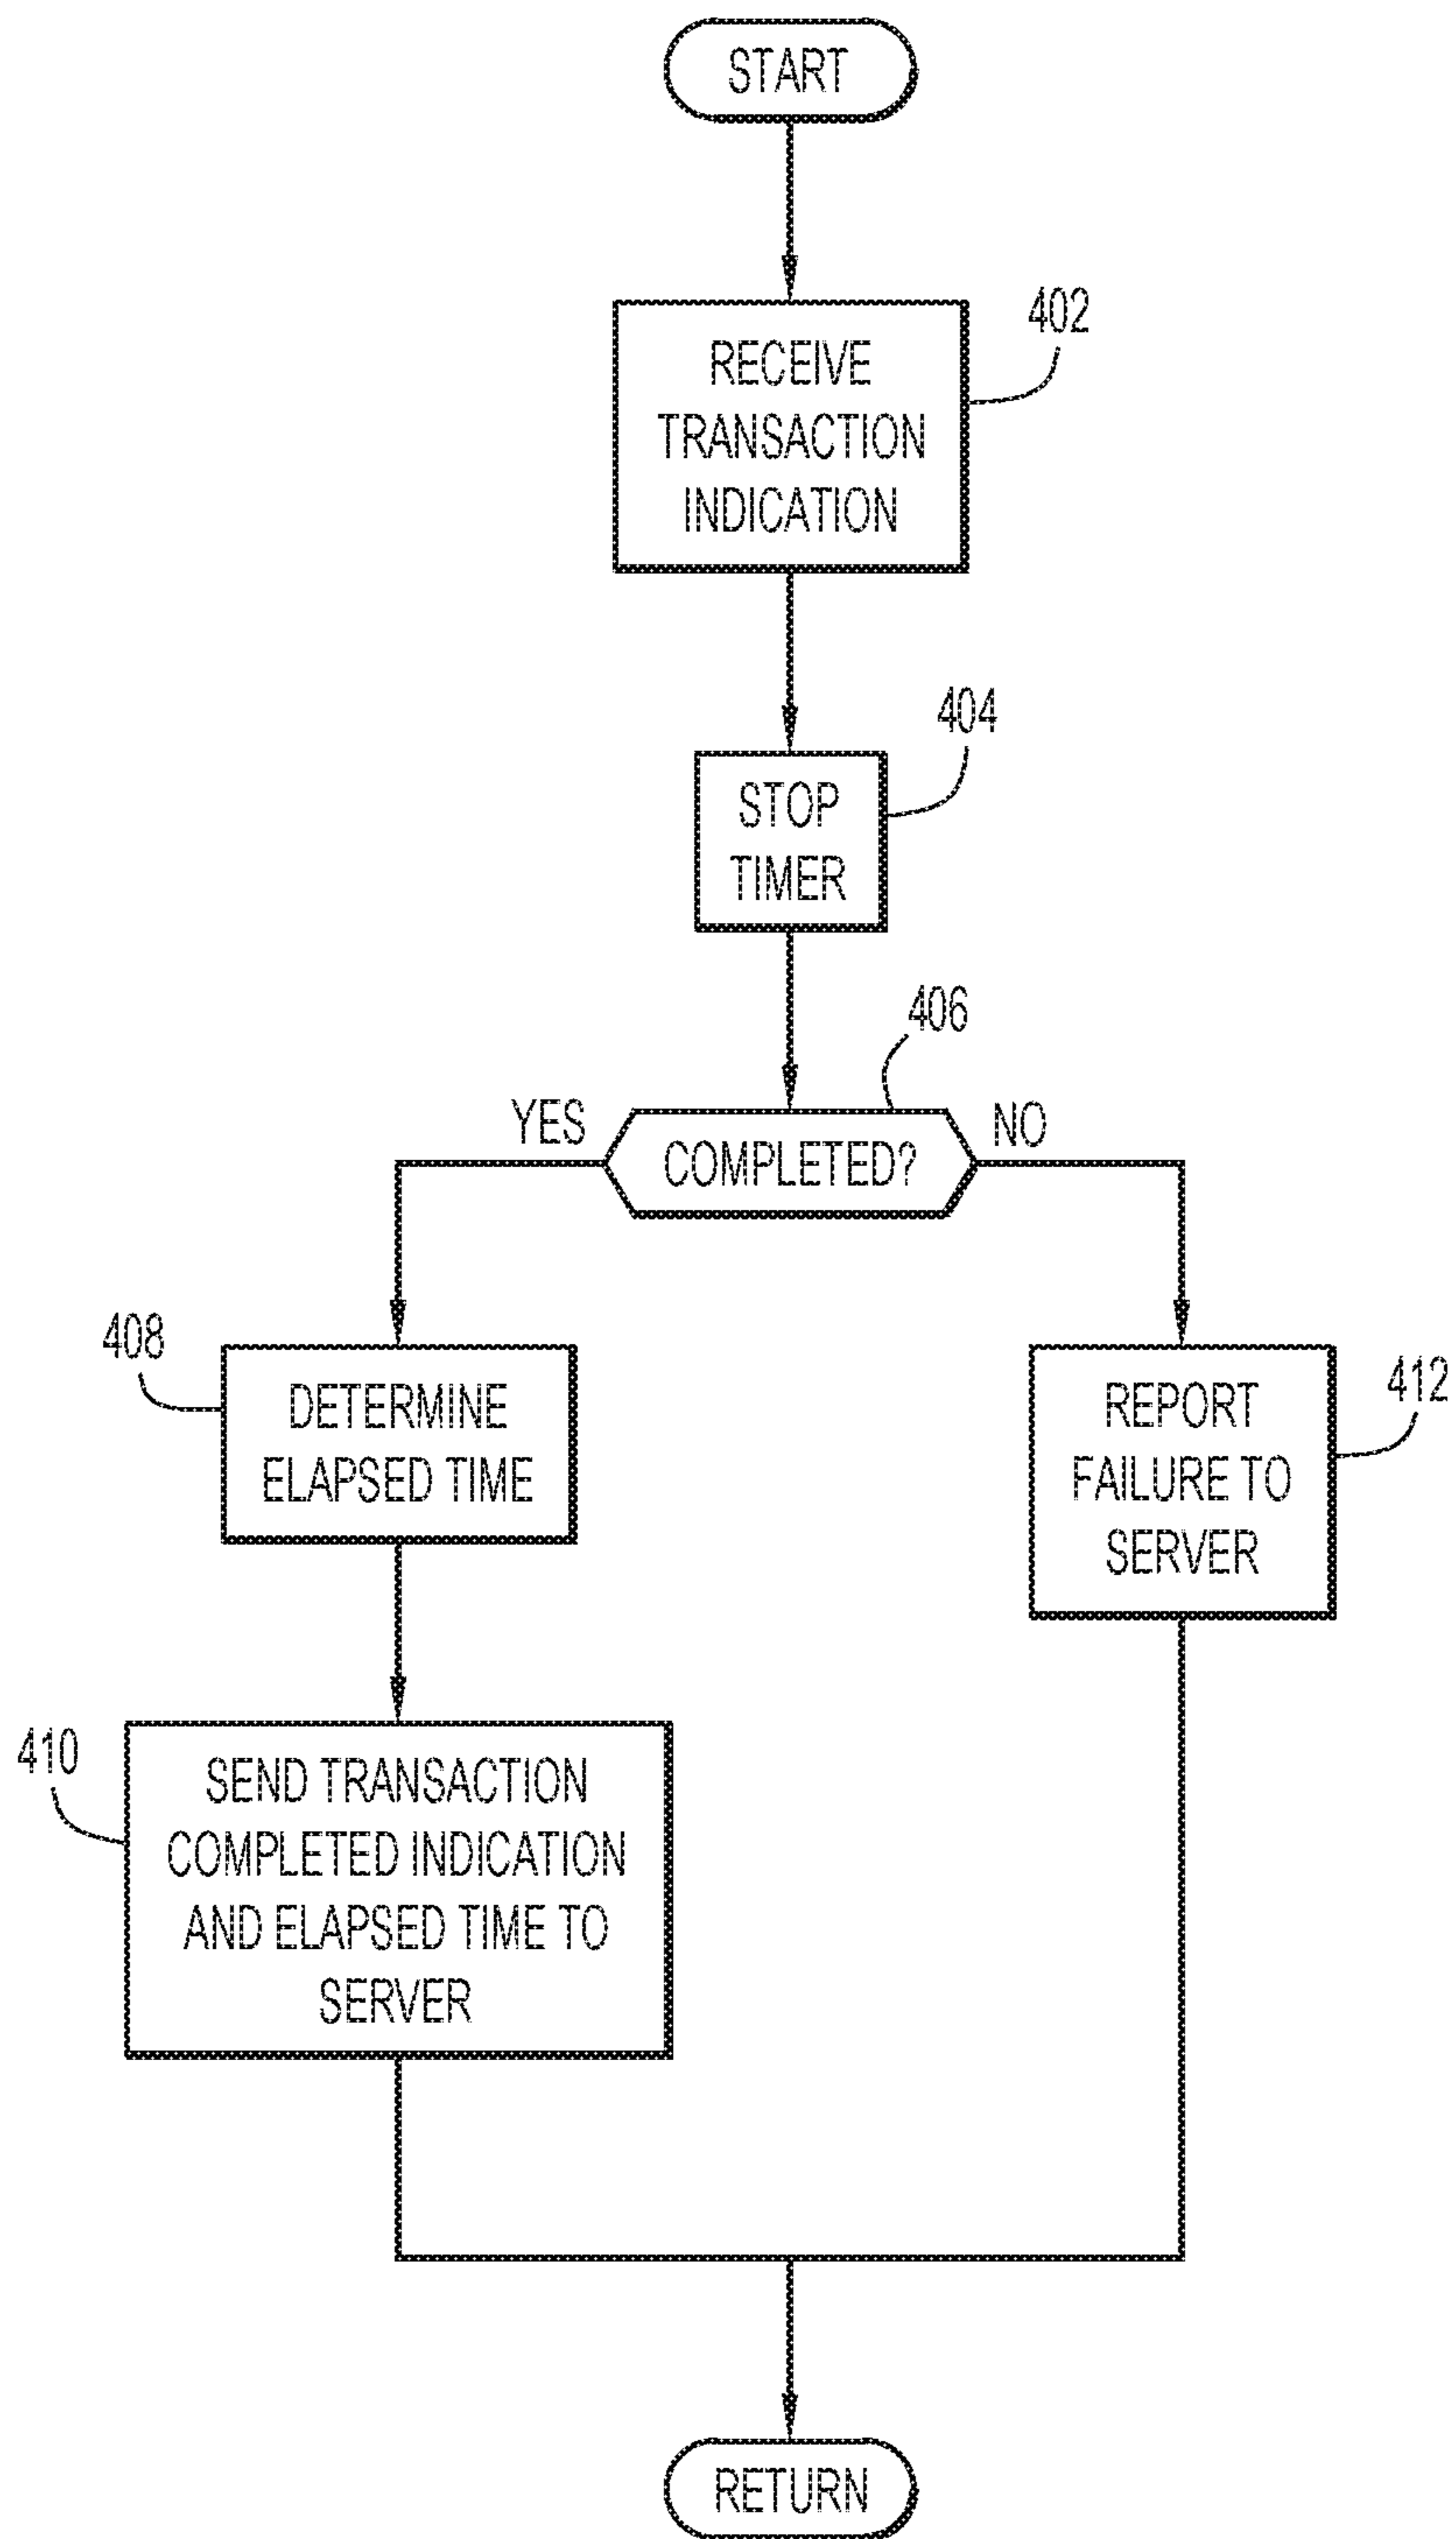 START
402
RECEIVE
TRANSACTION
INDICATION
404
STOP
TIMER
406
YES
COMPLETED?
NO
408
DETERMINE
ELAPSED TIME
412
REPORT
FAILURE TO
SERVER
410
SEND TRANSACTION
COMPLETED INDICATION
AND ELAPSED TIME TO
SERVER
RETURN